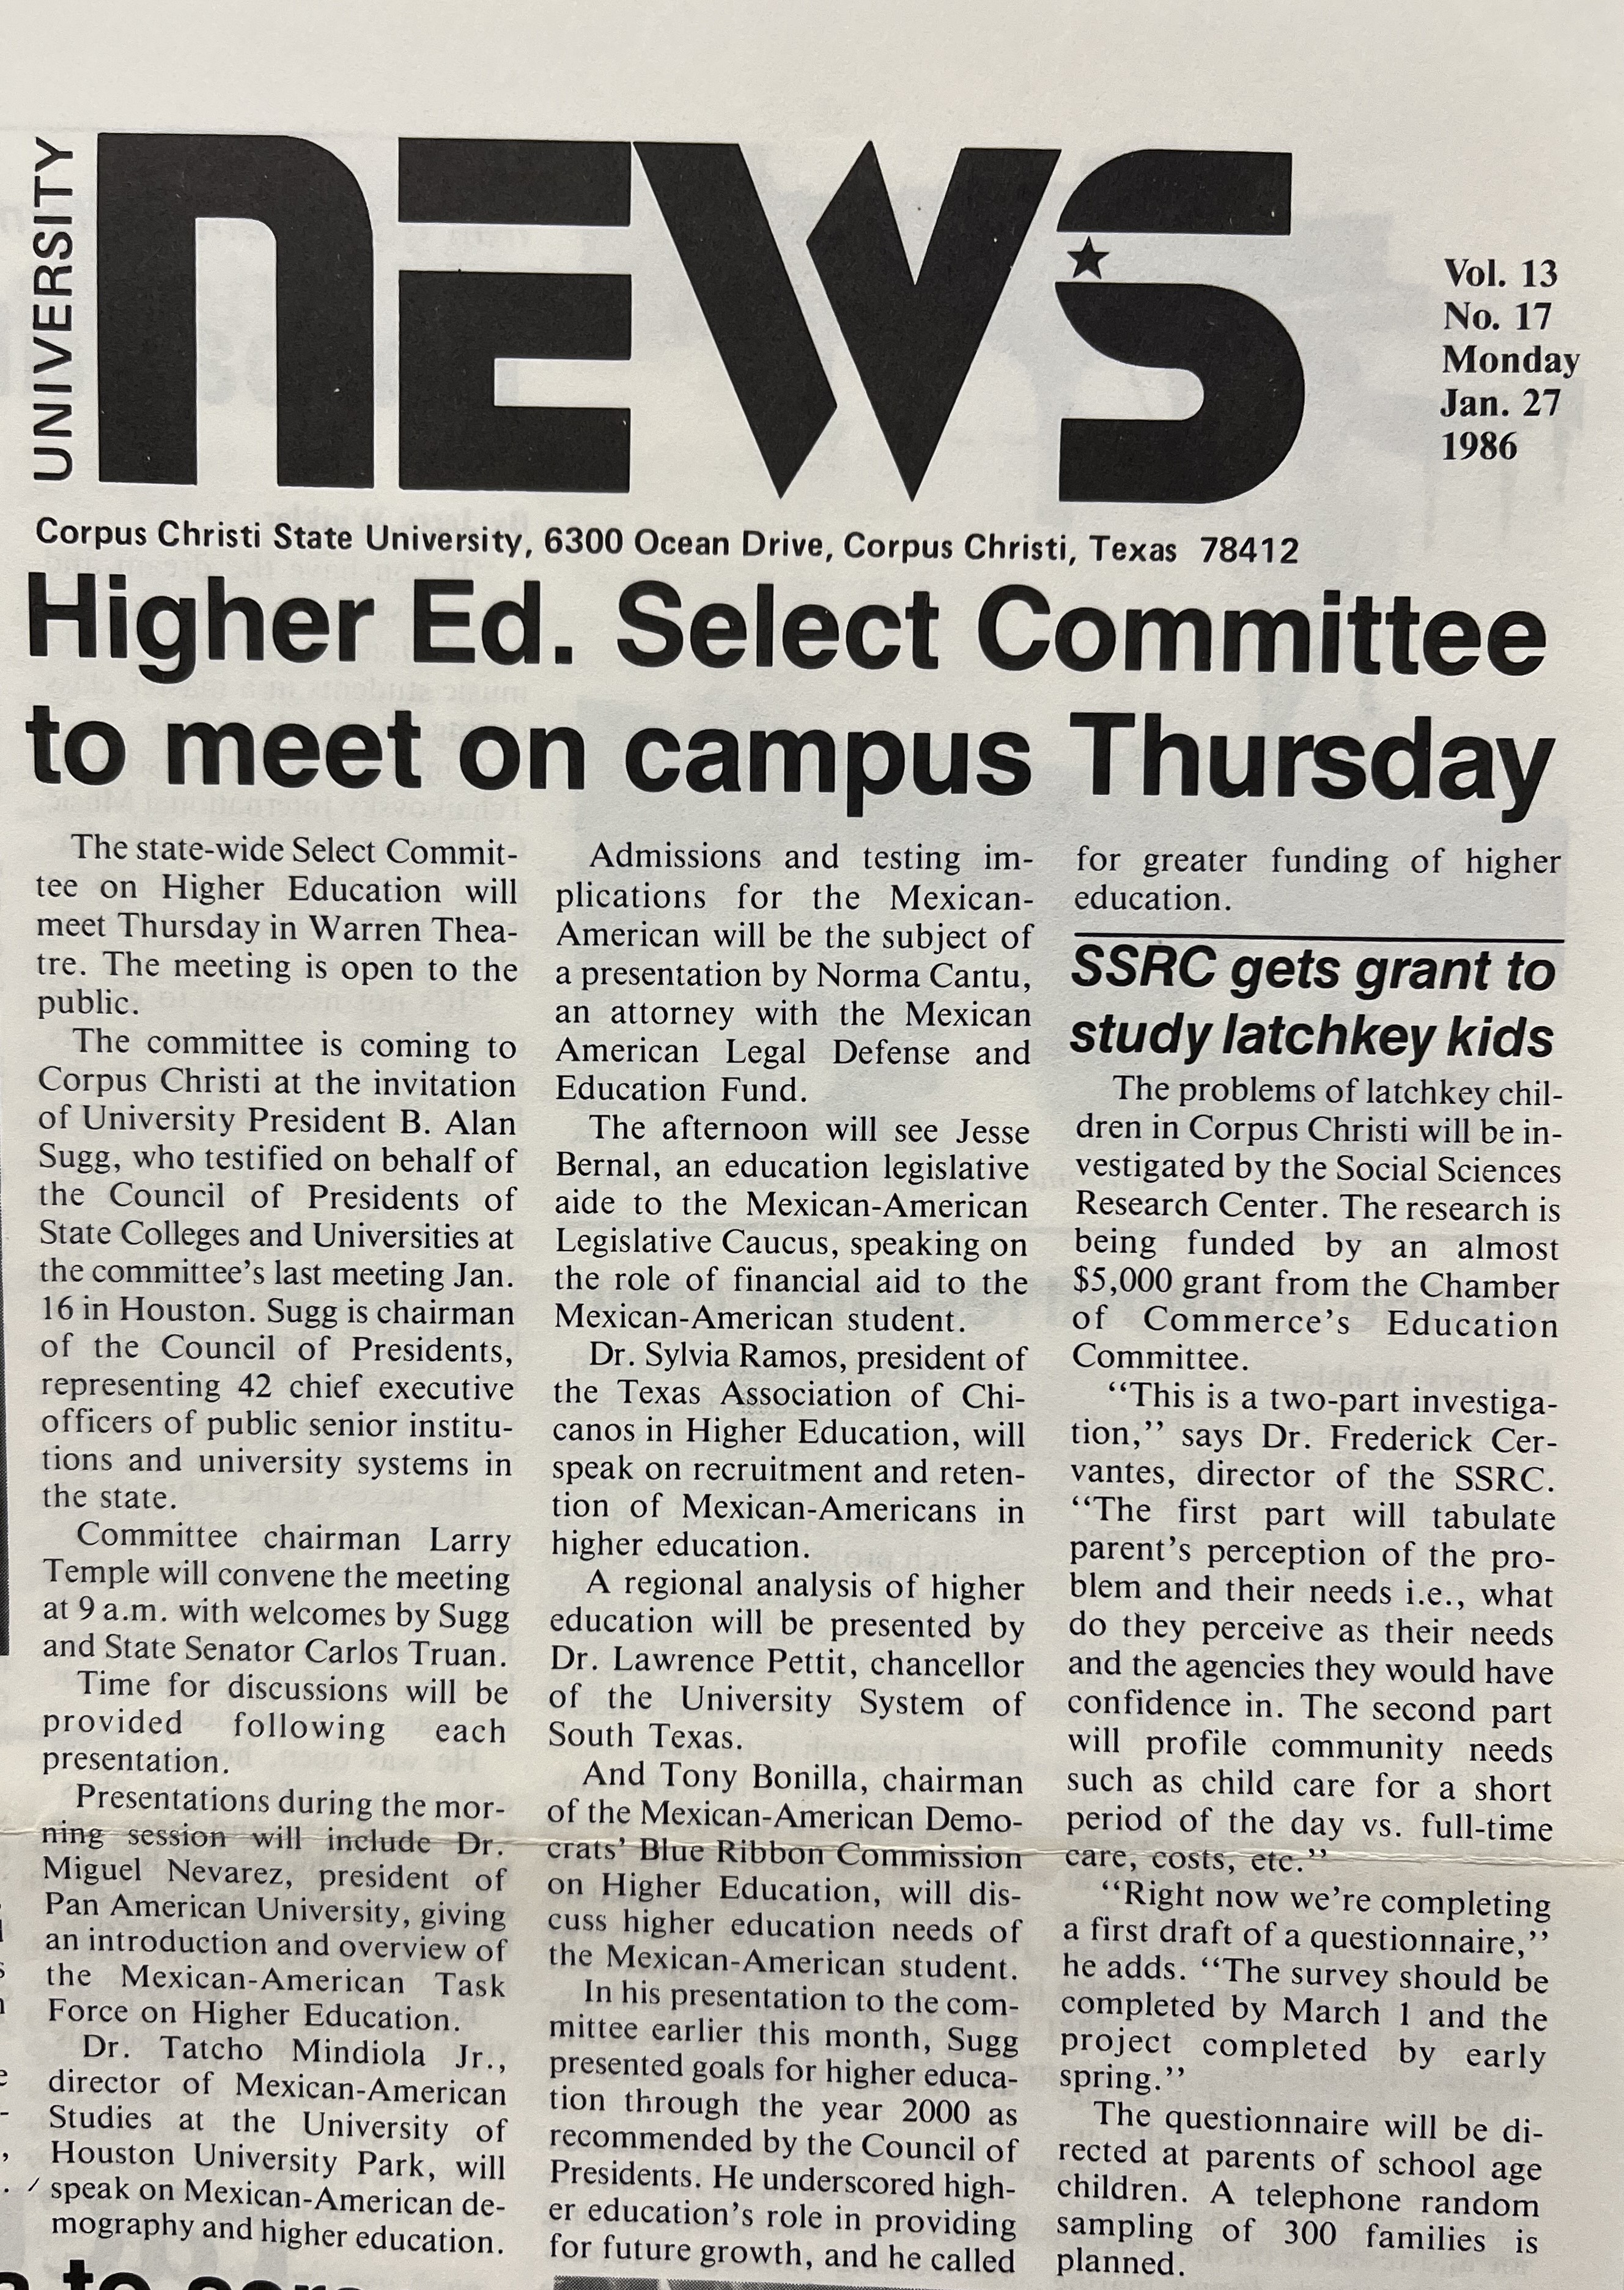 UNIVERSITY
NEWS
Vol. 13
No. 17
Monday
Jan. 27
1986
Corpus Christi State University, 6300 Ocean Drive, Corpus Christi, Texas 78412
Higher Ed. Select Committee
to meet on campus Thursday
The state-wide Select Commit-
tee on Higher Education will
meet Thursday in Warren Thea-
tre. The meeting is open to the
public.
The committee is coming to
Corpus Christi at the invitation
of University President B. Alan
Sugg, who testified on behalf of
the Council of Presidents of
State Colleges and Universities at
the committee's last meeting Jan.
16 in Houston. Sugg is chairman
of the Council of Presidents,
representing 42 chief executive
officers of public senior institu-
tions and university systems in
the state.
Committee chairman Larry
Temple will convene the meeting
at 9 a.m. with welcomes by Sugg
and State Senator Carlos Truan.
Time for discussions will be
provided following each
presentation.
Presentations during the mor-
ning session will include Dr.
Miguel Nevarez, president of
Pan American University, giving
an introduction and overview of
the Mexican-American Task
Force on Higher Education.
Dr. Tatcho Mindiola Jr.,
director of Mexican-American
Studies at the University of
Houston University Park, will
speak on Mexican-American de-
mography and higher education.
Admissions and testing im-
plications for the Mexican-
American will be the subject of
a presentation by Norma Cantu,
an attorney with the Mexican
American Legal Defense and
Education Fund.
The afternoon will see Jesse
Bernal, an education legislative
aide to the Mexican-American
Legislative Caucus, speaking on
the role of financial aid to the
Mexican-American student.
Dr. Sylvia Ramos, president of
the Texas Association of Chi-
canos in Higher Education, will
speak on recruitment and reten-
tion of Mexican-Americans in
higher education.
A regional analysis of higher
education will be presented by
Dr. Lawrence Pettit, chancellor
of the University System of
South Texas.
And Tony Bonilla, chairman
of the Mexican-American Demo-
crats' Blue Ribbon Commission
on Higher Education, will dis-
cuss higher education needs of
the Mexican-American student.
In his presentation to the com-
mittee earlier this month, Sugg
presented goals for higher educa-
tion through the year 2000 as
recommended by the Council of
Presidents. He underscored high-
er education's role in providing
for future growth, and he called
for greater funding of higher
education.
SSRC gets grant to
study latchkey kids
The problems of latchkey chil-
dren in Corpus Christi will be in-
vestigated by the Social Sciences
Research Center. The research is
being funded by an almost
$5,000 grant from the Chamber
of Commerce's Education
Committee.
"This is a two-part investiga-
tion," says Dr. Frederick Cer-
vantes, director of the SSRC.
"The first part will tabulate
parent's perception of the pro-
blem and their needs i.e., what
do they perceive as their needs
and the agencies they would have
confidence in. The second part
will profile community needs
such as child care for a short
period of the day vs. full-time
care, costs, etc."
"Right now we're completing
a first draft of a questionnaire,"
he adds. "The survey should be
completed by March 1 and the
project completed by early
spring."
The questionnaire will be di-
rected at parents of school age
children. A telephone random
sampling of 300 families is
planned.